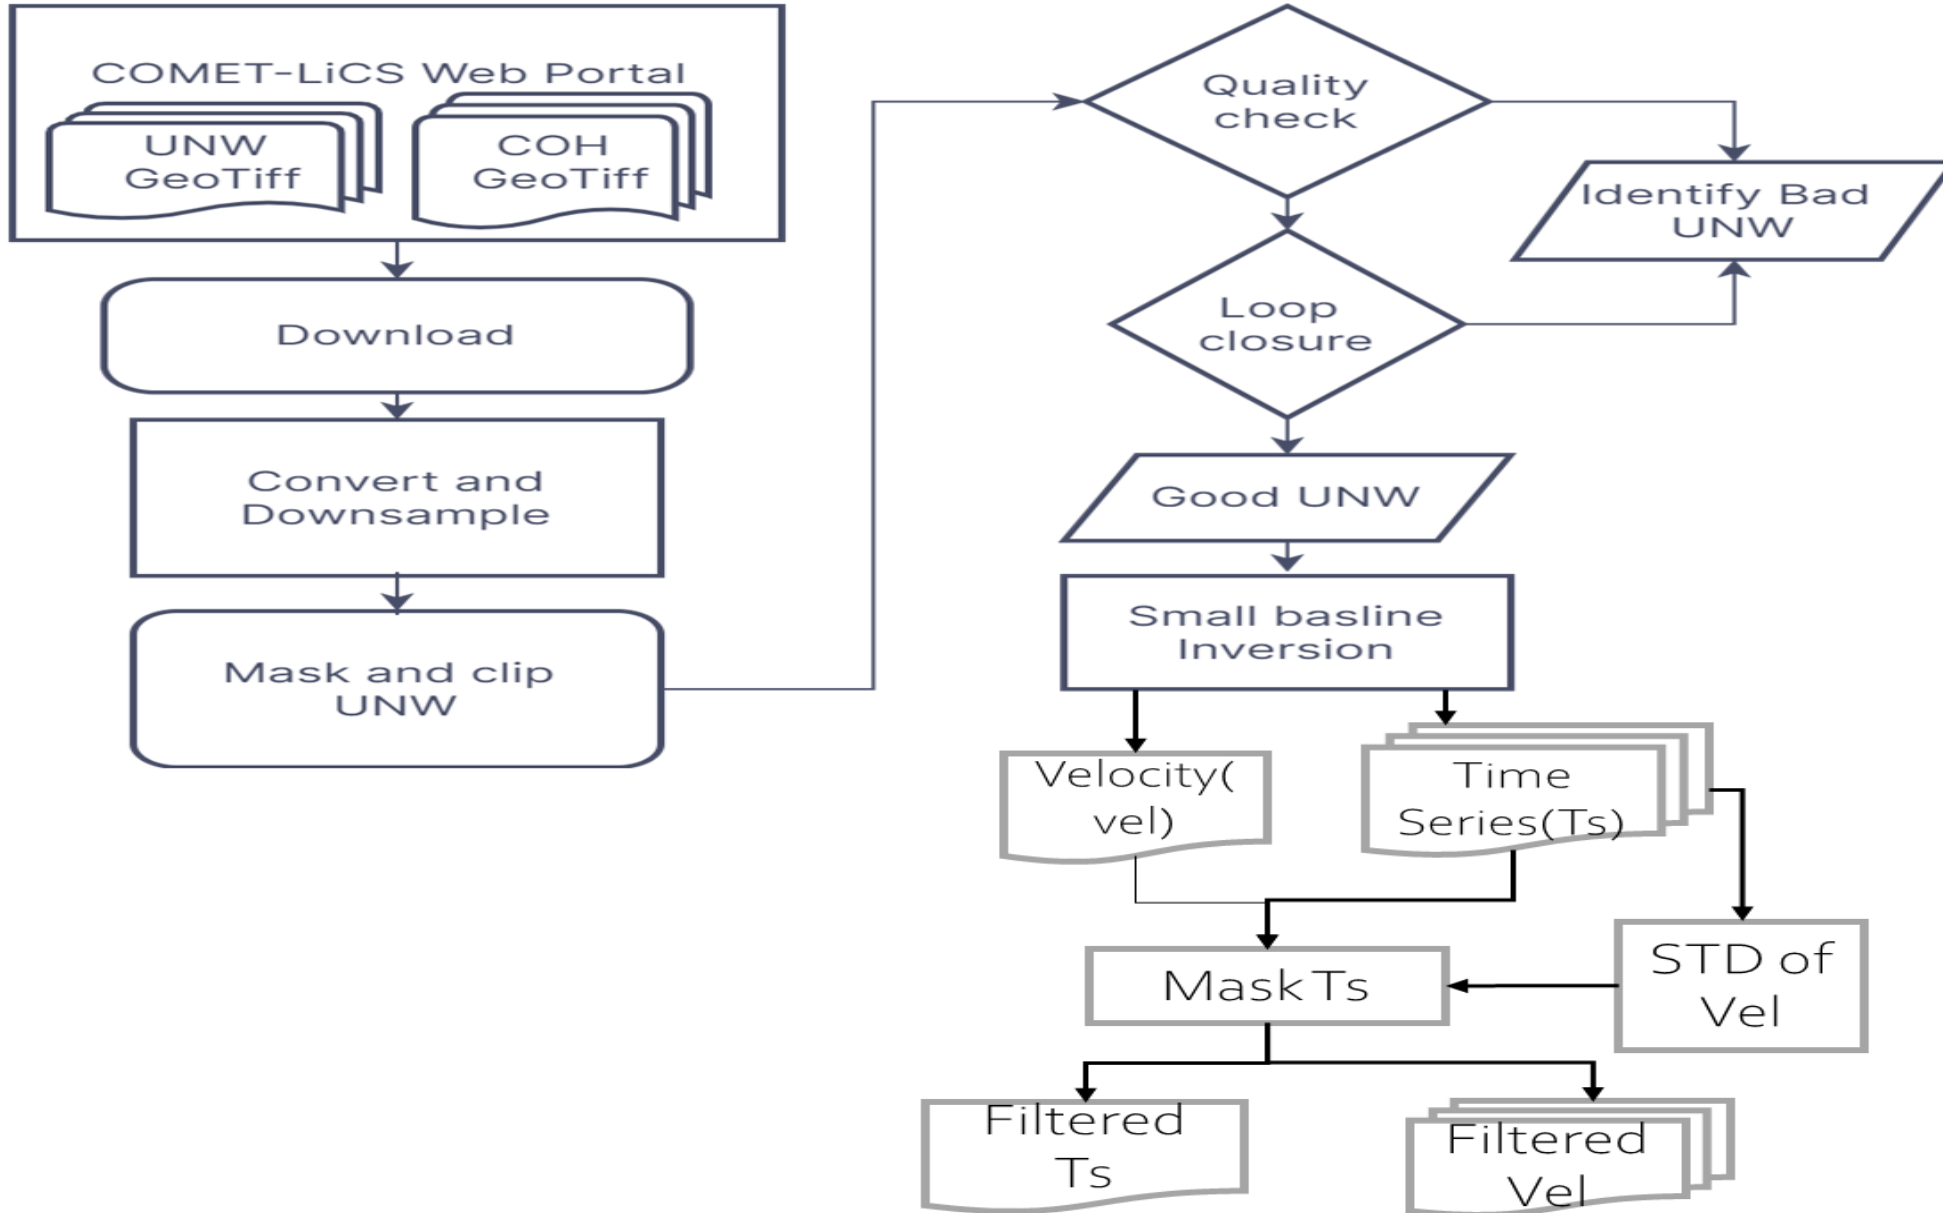 COMET-LiCS Web Portal
UNW
GeoTiff
COH
GeoTiff
Download
Convert and
Downsample
Mask and clip
UNW
Quality
check
Identify Bad
UNW
Loop
closure
Good UNW
Small basline
Inversion
Velocity(
vel)
Time
Series(Ts)
Mask Ts
STD of
Vel
Filtered
Ts
Filtered
Vel